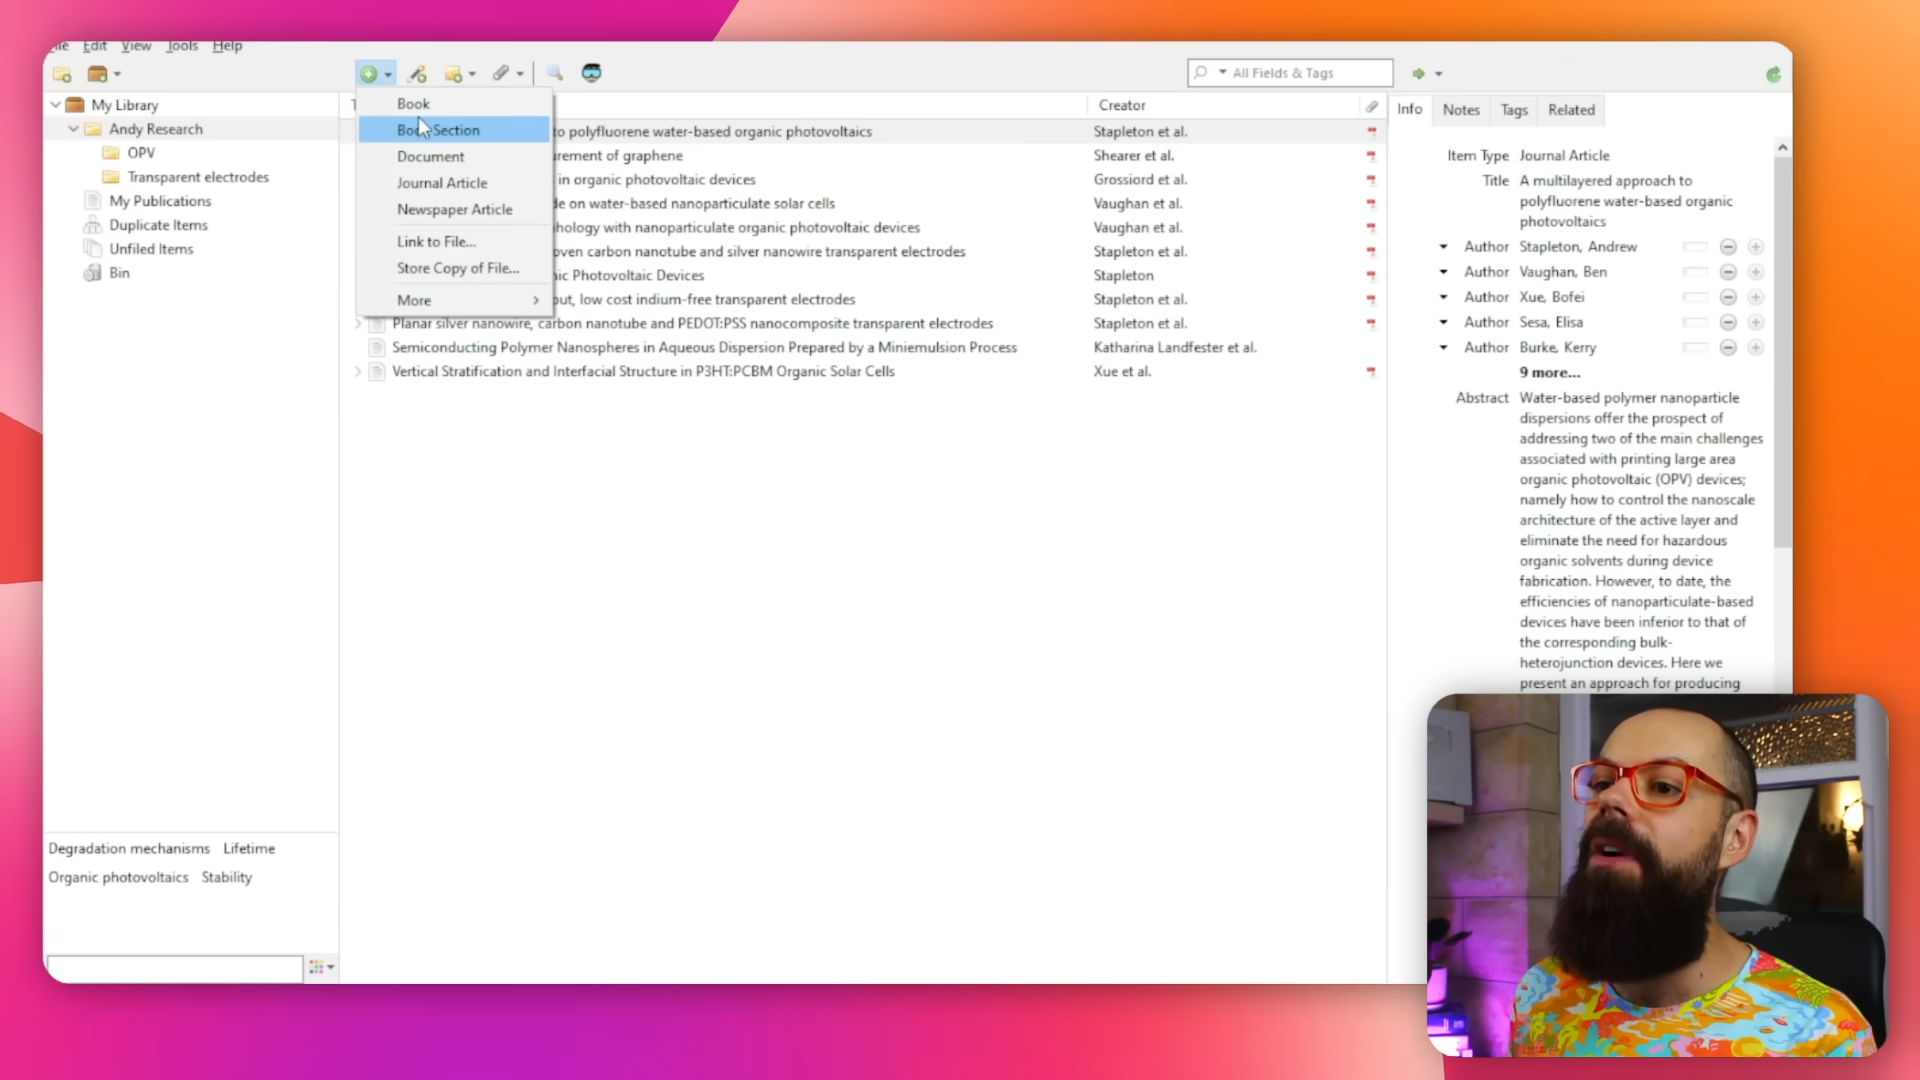 Edit View Tools Help
All Fields & Tags
My Library
Andy Research
OPV
Transparent electrodes
My Publications
Duplicate Items
Unfiled Items
Bin
Book
Book Section
Document
Journal Article
Newspaper Article
Link to File...
Store Copy of File...
More
Creator
to polyfluorene water-based organic photovoltaics Stapleton et al.
rement of graphene Shearer et al.
in organic photovoltaic devices Grossiord et al.
de on water-based nanoparticulate solar cells Vaughan et al.
phology with nanoparticulate organic photovoltaic devices Vaughan et al.
oven carbon nanotube and silver nanowire transparent electrodes Stapleton et al.
nic Photovoltaic Devices Stapleton
out, low cost indium-free transparent electrodes Stapleton et al.
Planar silver nanowire, carbon nanotube and PEDOT:PSS nanocomposite transparent electrodes Stapleton et al.
Semiconducting Polymer Nanospheres in Aqueous Dispersion Prepared by a Miniemulsion Process Katharina Landfester et al.
Vertical Stratification and Interfacial Structure in P3HT:PCBM Organic Solar Cells Xue et al.
Info Notes Tags Related
Item Type Journal Article
Title A multilayered approach to
polyfluorene water-based organic
photovoltaics
Author Stapleton, Andrew
Author Vaughan, Ben
Author Xue, Bofei
Author Sesa, Elisa
Author Burke, Kerry
9 more...
Abstract Water-based polymer nanoparticle
dispersions offer the prospect of
addressing two of the main challenges
associated with printing large area
organic photovoltaic (OPV) devices;
namely how to control the nanoscale
architecture of the active layer and
eliminate the need for hazardous
organic solvents during device
fabrication. However, to date, the
efficiencies of nanoparticulate-based
devices have been inferior to that of
the corresponding bulk-
heterojunction devices. Here we
present an approach for producing
Degradation mechanisms Lifetime
Organic photovoltaics Stability